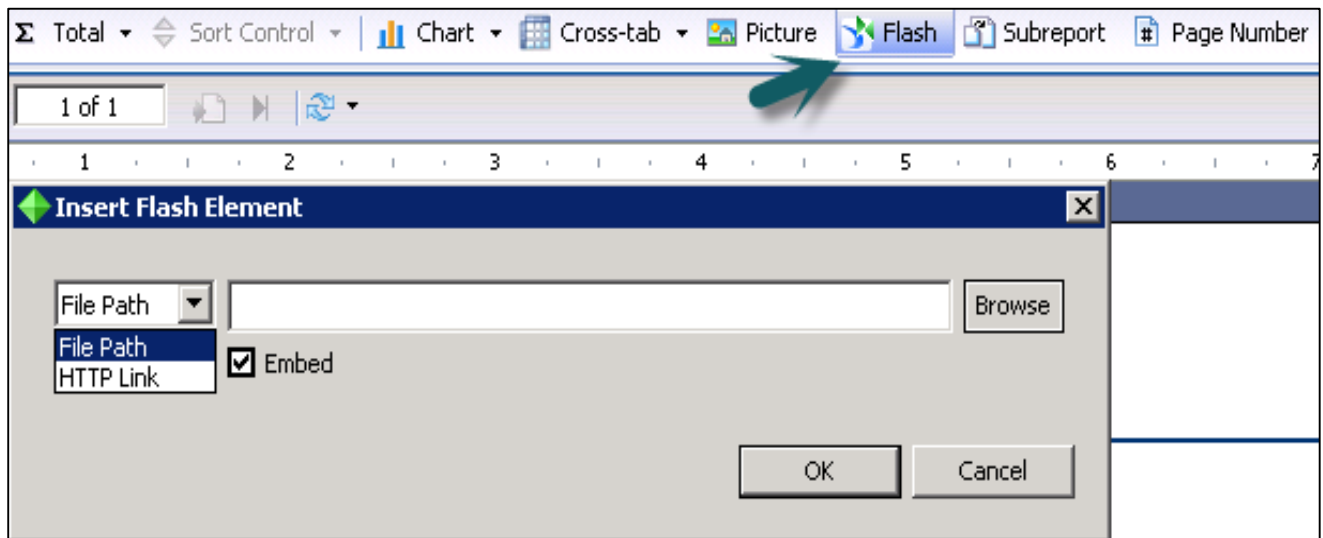 Σ Total Sort Control Chart Cross-tab Picture Flash Subreport # Page Number
1 of 1
1 2 3 4 5 6 7
Insert Flash Element
File Path Browse
File Path
HTTP Link Embed
OK Cancel